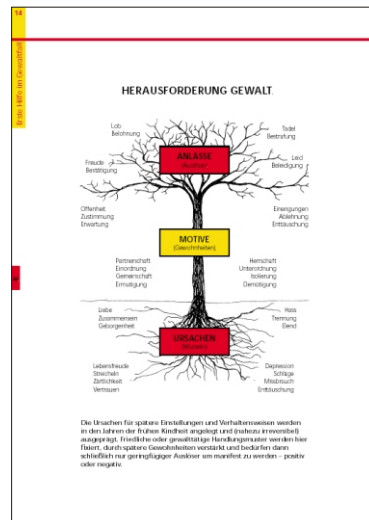 14
Erste Hilfe im Gewaltfall
HERAUSFORDERUNG GEWALT
Lob
Belohnung
Tadel
Bestrafung
ANLÄSSE
(Auslöser)
Freude
Bestätigung
Leid
Beleidigung
Offenheit
Zustimmung
Erwartung
Einengungen
Ablehnung
Enttäuschung
MOTIVE
(Gewohnheiten)
Partnerschaft
Einordnung
Gemeinschaft
Ermutigung
Herrschaft
Unterordnung
Isolierung
Demütigung
Liebe
Zusammensein
Geborgenheit
Hass
Trennung
Elend
URSACHEN
(Wurzeln)
Lebensfreude
Streicheln
Zärtlichkeit
Vertrauen
Depression
Schläge
Missbrauch
Enttäuschung
Die Ursachen für spätere Einstellungen und Verhaltensweisen werden
in den Jahren der frühen Kindheit angelegt und (nahezu irreversibel)
ausgeprägt. Friedliche oder gewalttätige Handlungsmuster werden hier
fixiert, durch spätere Gewohnheiten verstärkt und bedürfen dann
schließlich nur geringfügiger Auslöser um manifest zu werden – positiv
oder negativ.